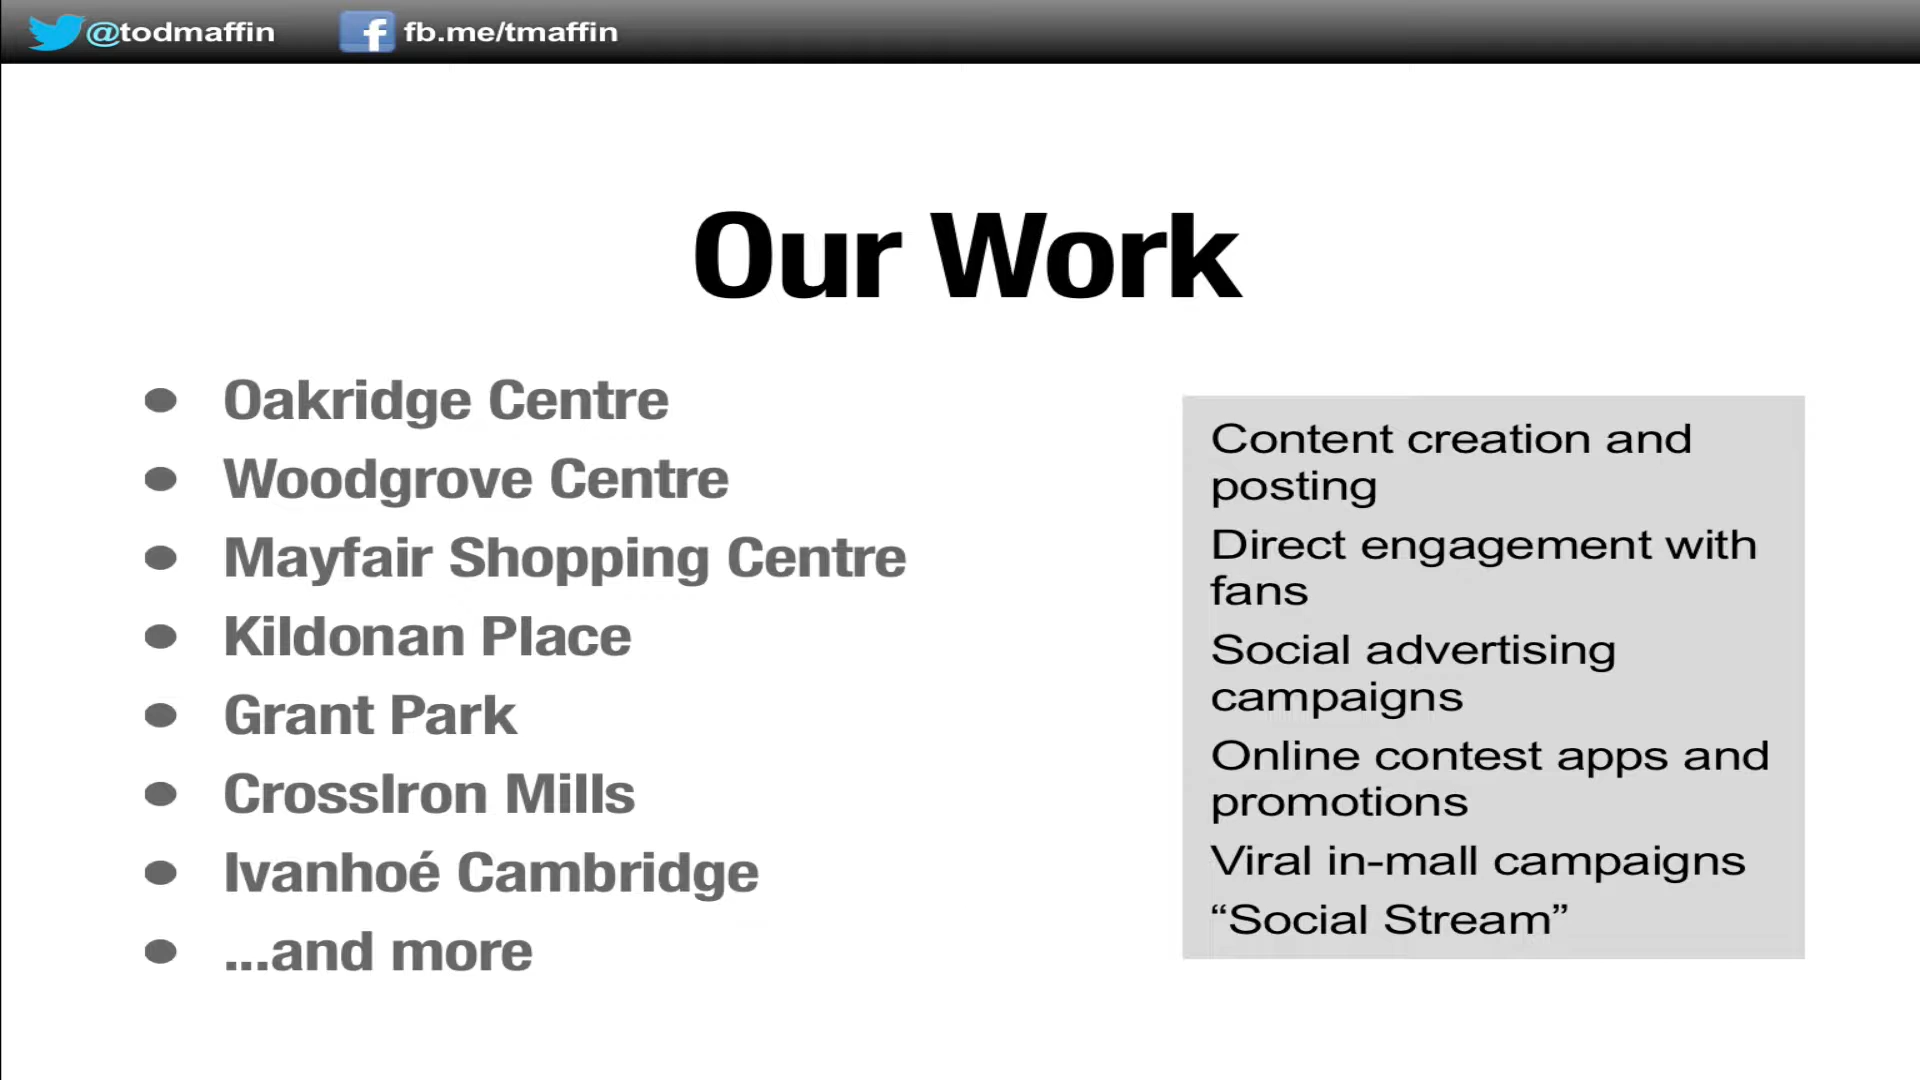 @todmaffin fb.me/tmaffin
Our Work
• Oakridge Centre
• Woodgrove Centre
• Mayfair Shopping Centre
• Kildonan Place
• Grant Park
• CrossIron Mills
• Ivanhoé Cambridge
• ...and more
Content creation and
posting
Direct engagement with
fans
Social advertising
campaigns
Online contest apps and
promotions
Viral in-mall campaigns
“Social Stream”